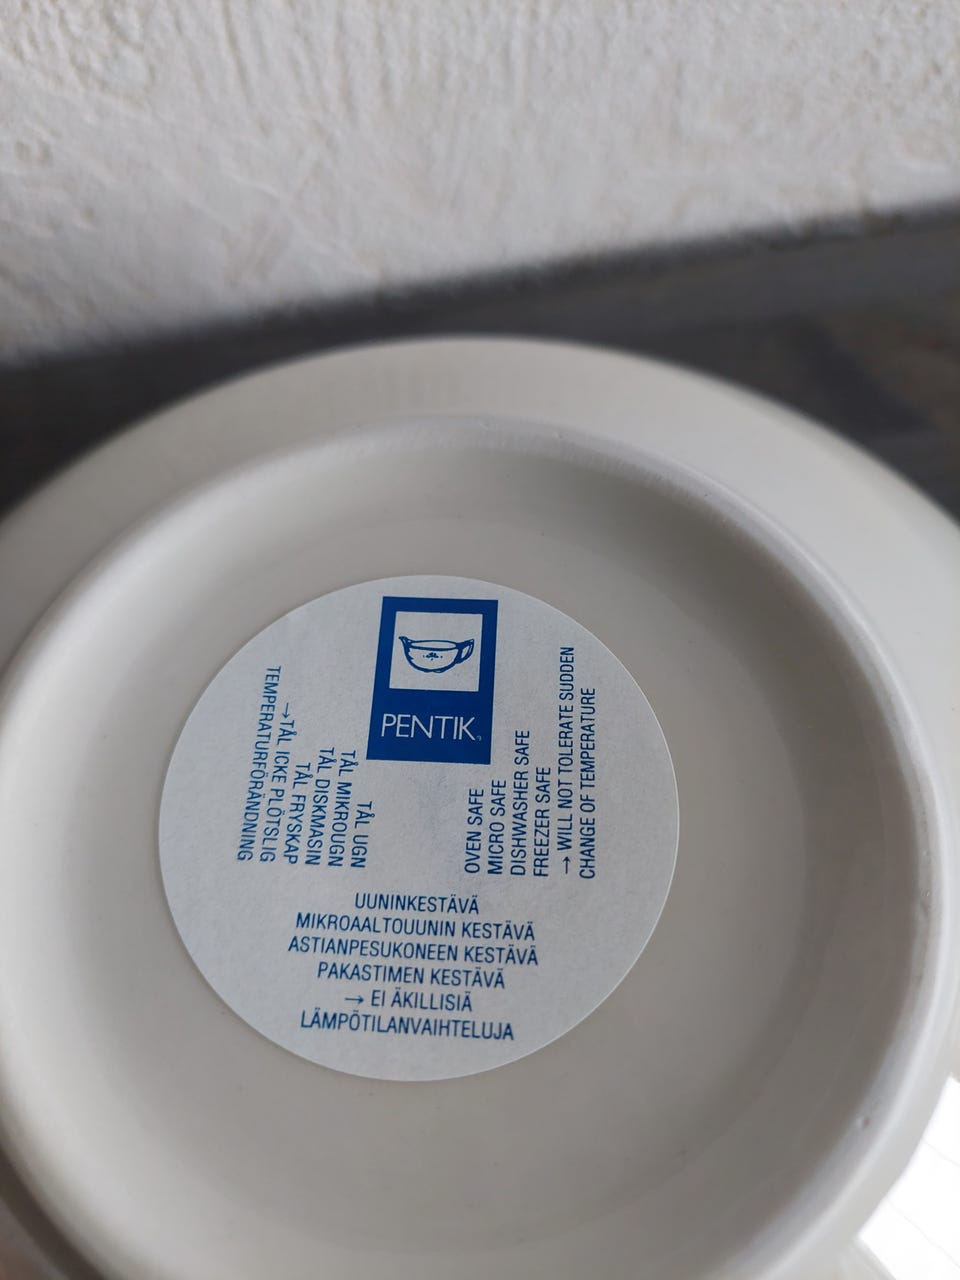 PENTIK
TÅL UGN
TÅL MIKROUGN
TÅL DISKMASIN
TÅL FRYSKAP
→TÅL ICKE PLÖTSLIG
TEMPERATURFÖRÄNDNING
OVEN SAFE
MICRO SAFE
DISHWASHER SAFE
FREEZER SAFE
→ WILL NOT TOLERATE SUDDEN
CHANGE OF TEMPERATURE
UUNINKESTÄVÄ
MIKROAALTOUUNIN KESTÄVÄ
ASTIANPESUKONEEN KESTÄVÄ
PAKASTIMEN KESTÄVÄ
→ EI ÄKILLISIÄ
LÄMPÖTILANVAIHTELUJA